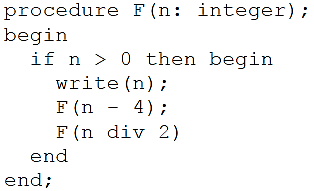 procedure F(n: integer);
begin
  if n > 0 then begin
    write(n);
    F(n - 4);
    F(n div 2)
  end
end;